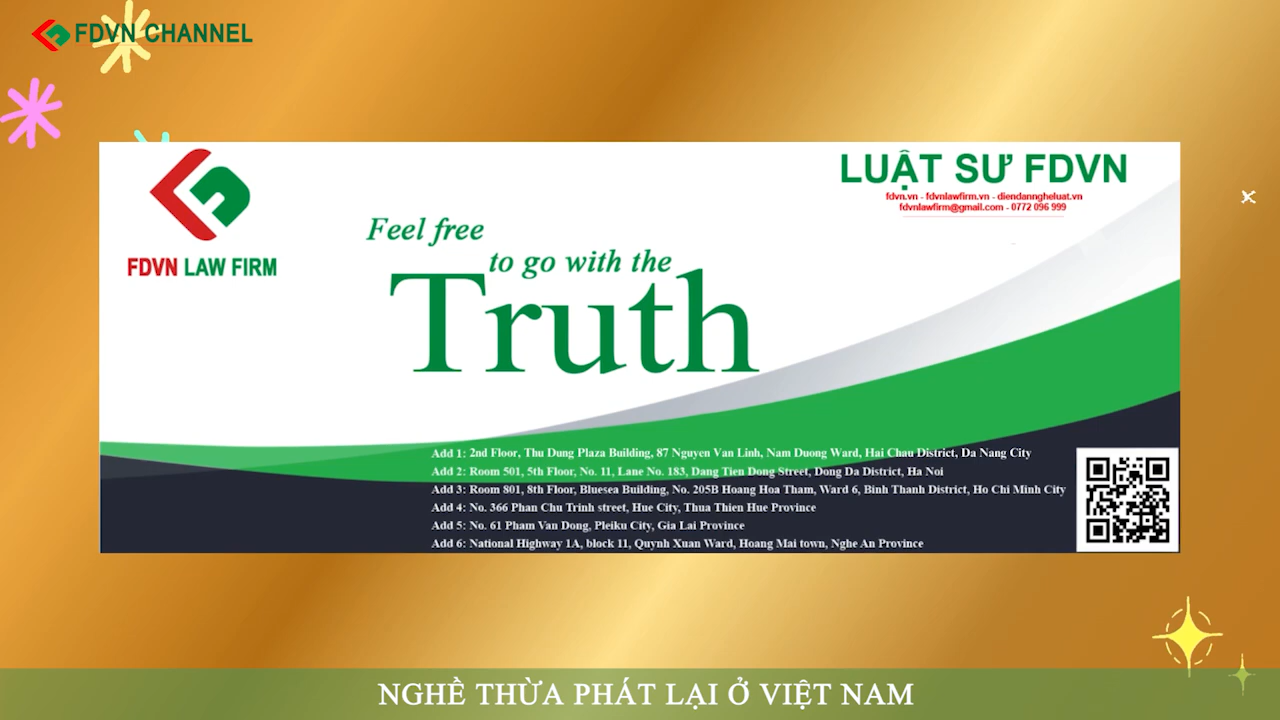 FDVN CHANNEL
LUẬT SƯ FDVN
fdvn.vn - fdvnlawfirm.vn - diendanngheluat.vn
fdvnlawfirm@gmail.com - 0772 096 999
FDVN LAW FIRM
Feel free
to go with the
Truth
Add 1: 2nd Floor, Thu Dung Plaza Building, 87 Nguyen Van Linh, Nam Duong Ward, Hai Chau District, Da Nang City
Add 2: Room 501, 5th Floor, No. 11, Lane No. 183, Dang Tien Dong Street, Dong Da District, Ha Noi
Add 3: Room 801, 8th Floor, Bluesea Building, No. 205B Hoang Hoa Tham, Ward 6, Binh Thanh District, Ho Chi Minh City
Add 4: No. 366 Phan Chu Trinh street, Hue City, Thua Thien Hue Province
Add 5: No. 61 Pham Van Dong, Pleiku City, Gia Lai Province
Add 6: National Highway 1A, block 11, Quynh Xuan Ward, Hoang Mai town, Nghe An Province
NGHỀ THỪA PHÁT LẠI Ở VIỆT NAM